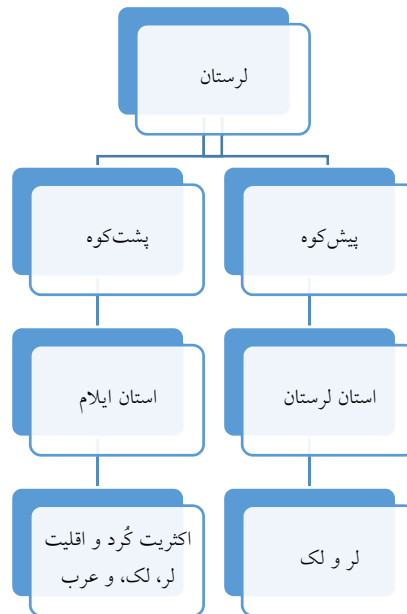 لرستان
پیش‌کوه
پشت‌کوه
استان لرستان
استان ایلام
لر و لک
اکثریت کُرد و اقلیت
لر، لک، و عرب